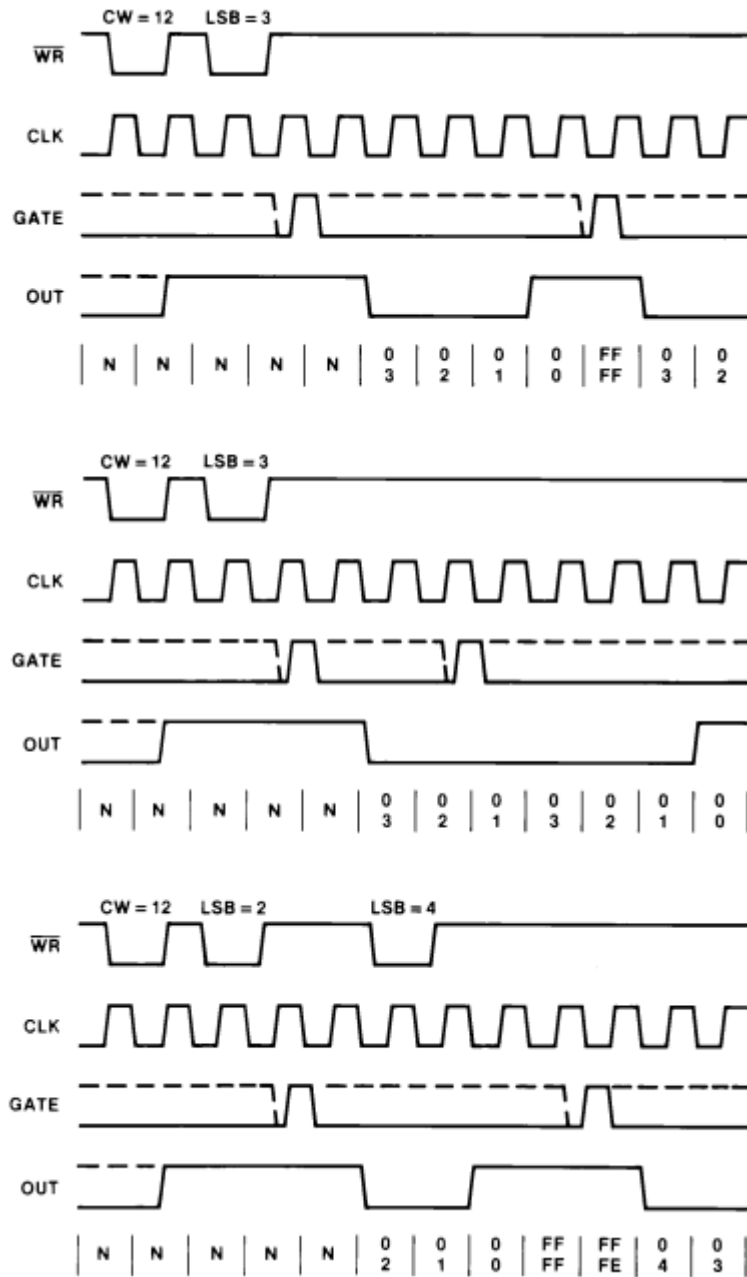 CW = 12 LSB = 3
WR
CLK
GATE
OUT
N N N N N 0 0 0 0 FF 0 0
3 2 1 0 FF 3 2
CW = 12 LSB = 3
WR
CLK
GATE
OUT
N N N N N 0 0 0 0 0 0 0
3 2 1 3 2 1 0
CW = 12 LSB = 2 LSB = 4
WR
CLK
GATE
OUT
N N N N N 0 0 0 FF FF 0 0
2 1 0 FF FE 4 3